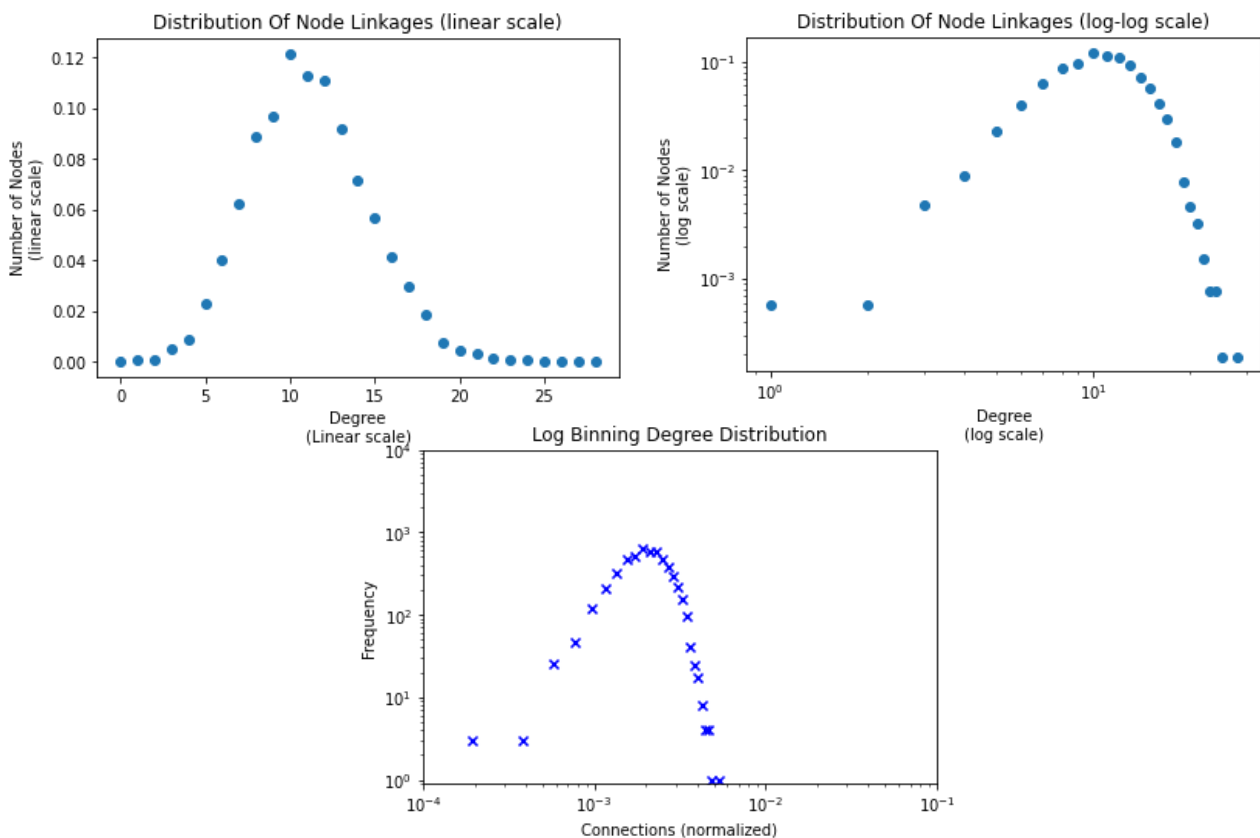 Distribution Of Node Linkages (linear scale)
0.12
0.10
0.08
0.06
0.04
0.02
0.00
Number of Nodes
(linear scale)
0 5 10 15 20 25
Degree
(Linear scale)
Distribution Of Node Linkages (log-log scale)
10⁻¹
10⁻²
10⁻³
Number of Nodes
(log scale)
10⁰ 10¹
Degree
(log scale)
Log Binning Degree Distribution
10⁴
10³
10²
10¹
10⁰
Frequency
10⁻⁴ 10⁻³ 10⁻² 10⁻¹
Connections (normalized)